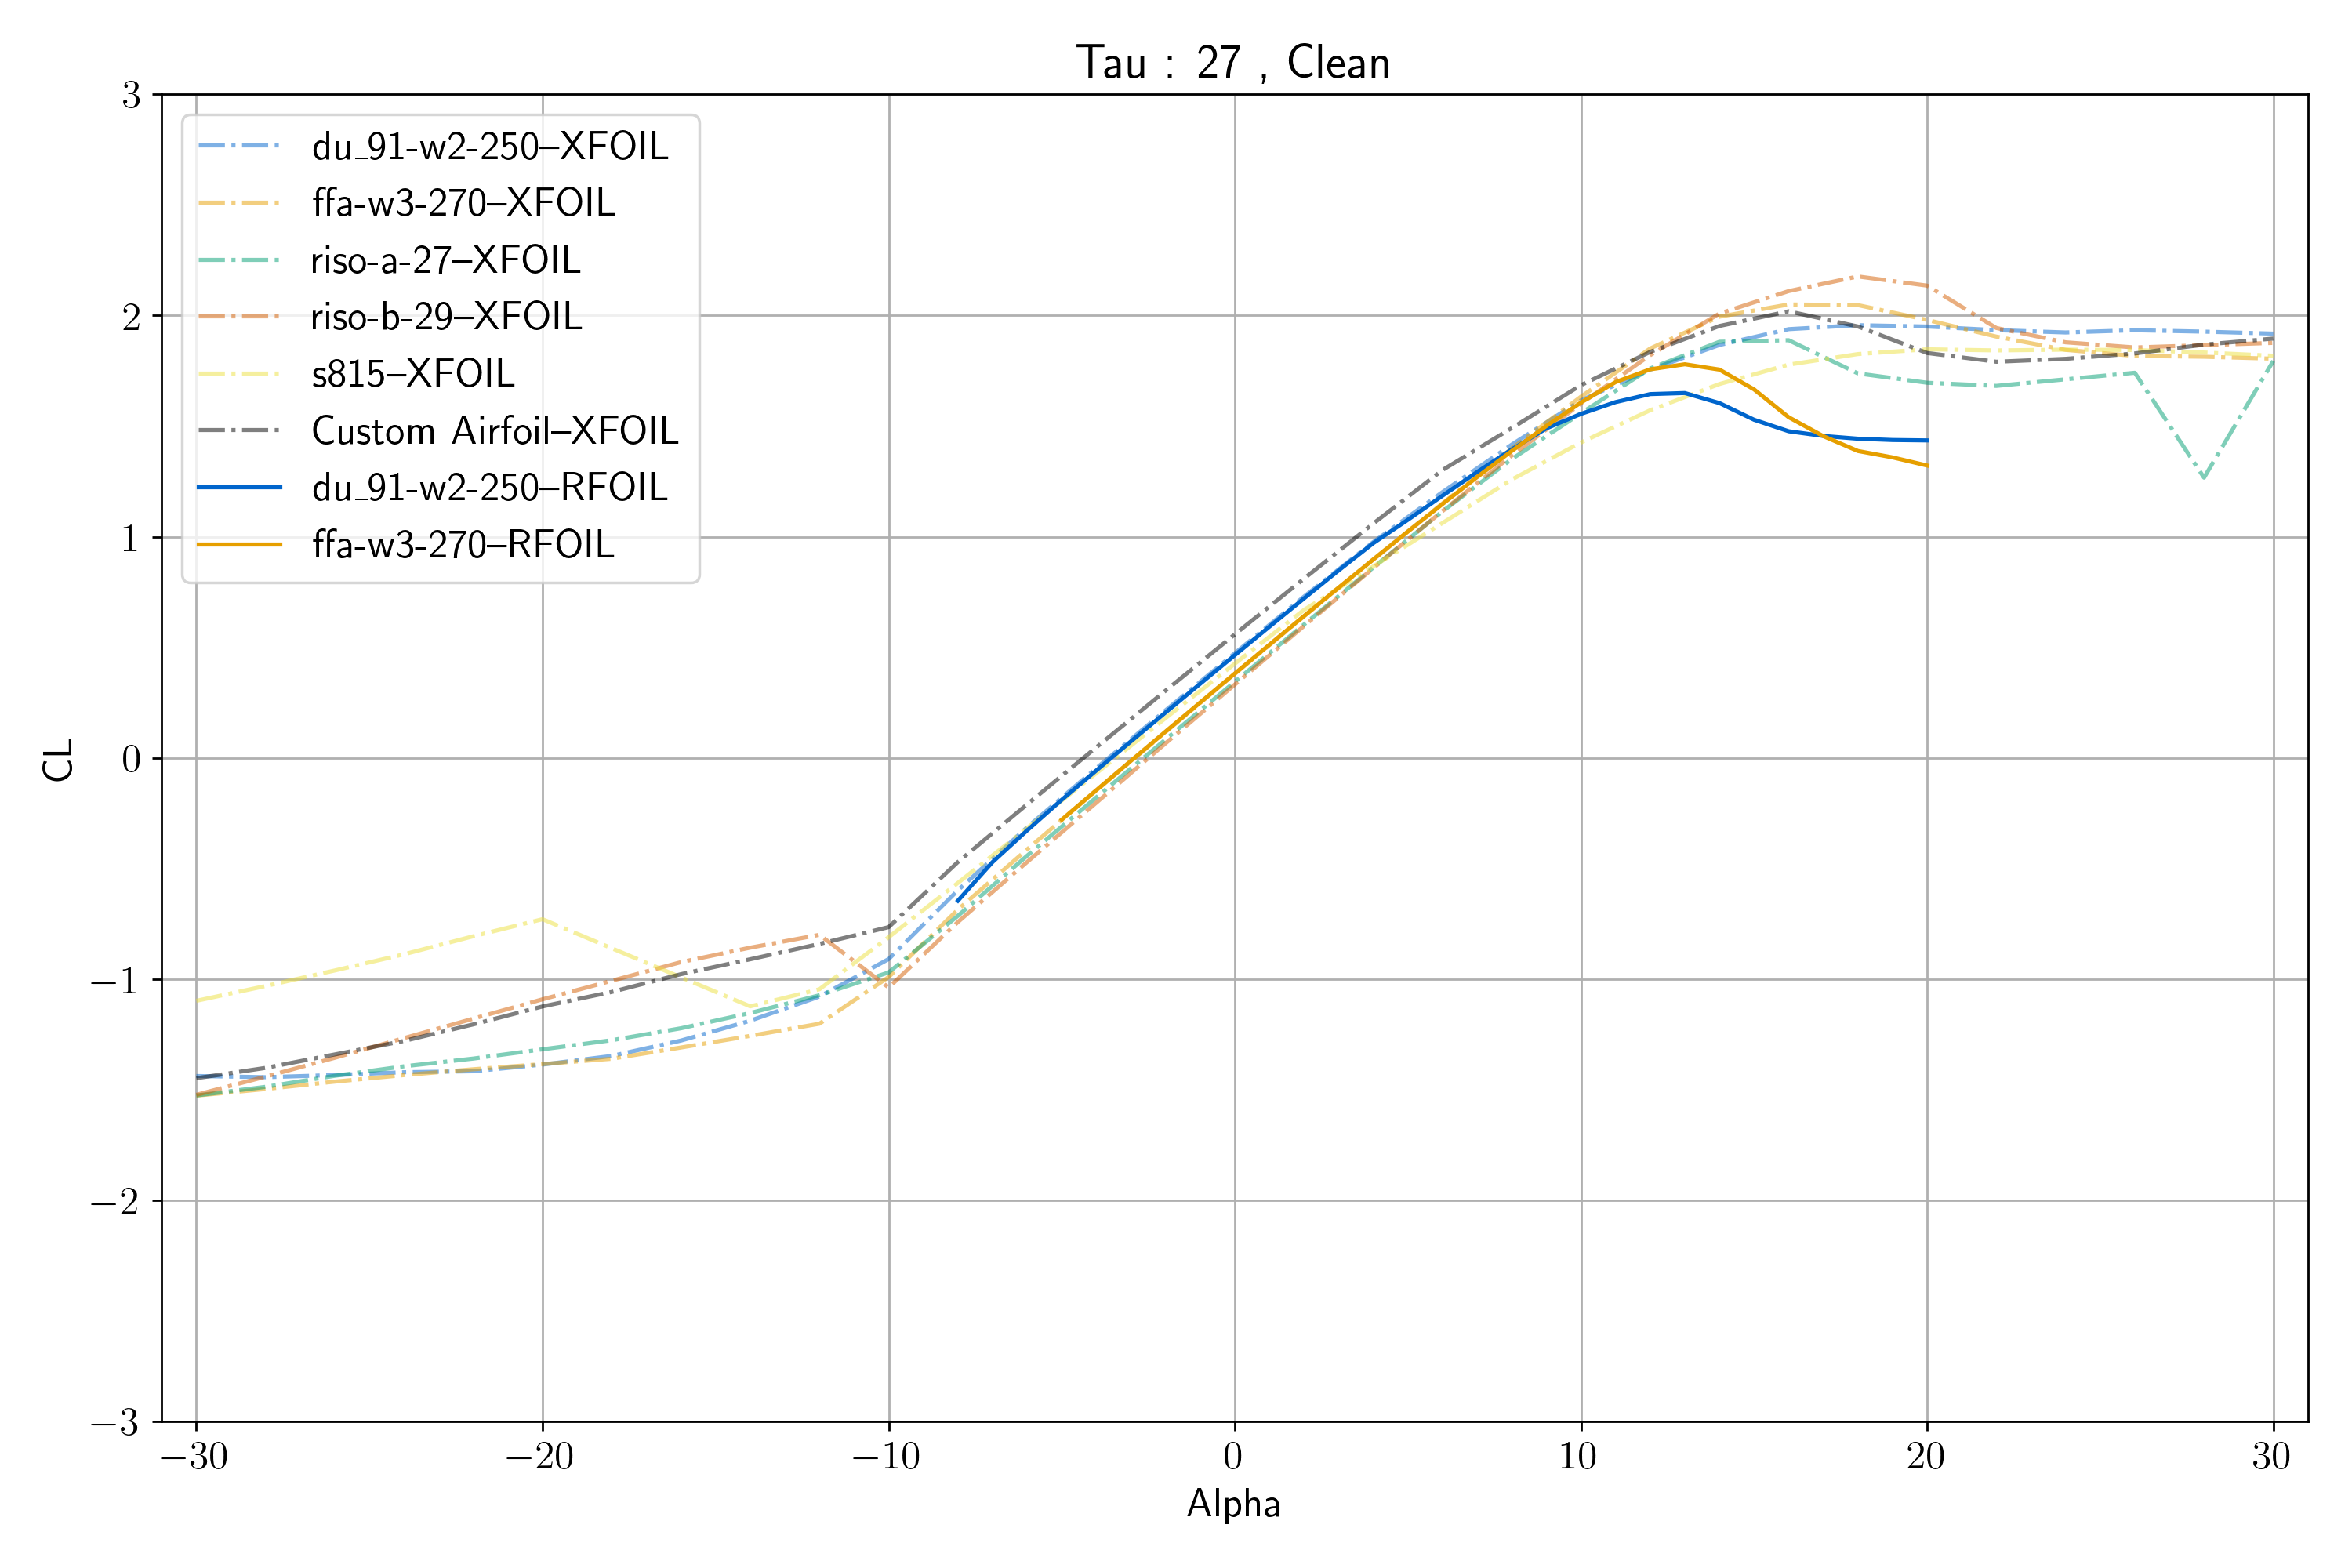 Tau : 27 , Clean
3
2
1
0
−1
−2
−3
CL
du_91-w2-250–XFOIL
ffa-w3-270–XFOIL
riso-a-27–XFOIL
riso-b-29–XFOIL
s815–XFOIL
Custom Airfoil–XFOIL
du_91-w2-250–RFOIL
ffa-w3-270–RFOIL
−30 −20 −10 0 10 20 30
Alpha